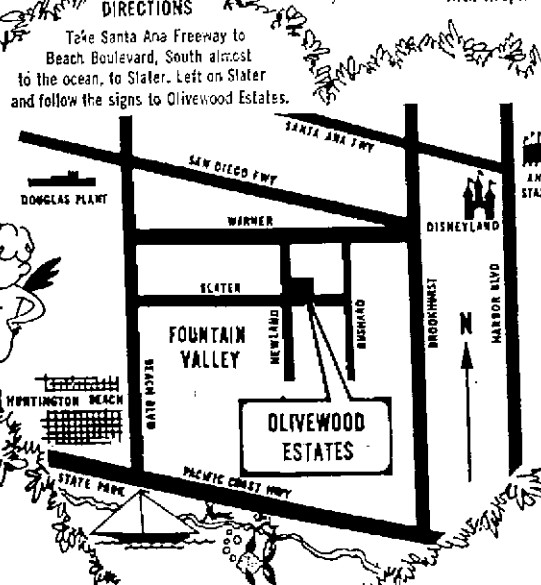 DIRECTIONS
Take Santa Ana Freeway to
Beach Boulevard, South almost
to the ocean, to Slater. Left on Slater
and follow the signs to Olivewood Estates.
SANTA ANA FWY
SAN DIEGO FWY
DOUGLAS PLANT
DISNEYLAND
WARNER
SLATER
FOUNTAIN
VALLEY
NEWLAND
BUSHARD
BROOKHURST
HARBOR BLVD
N
BEACH BLVD
HUNTINGTON BEACH
OLIVEWOOD
ESTATES
STATE PARK
PACIFIC COAST HWY